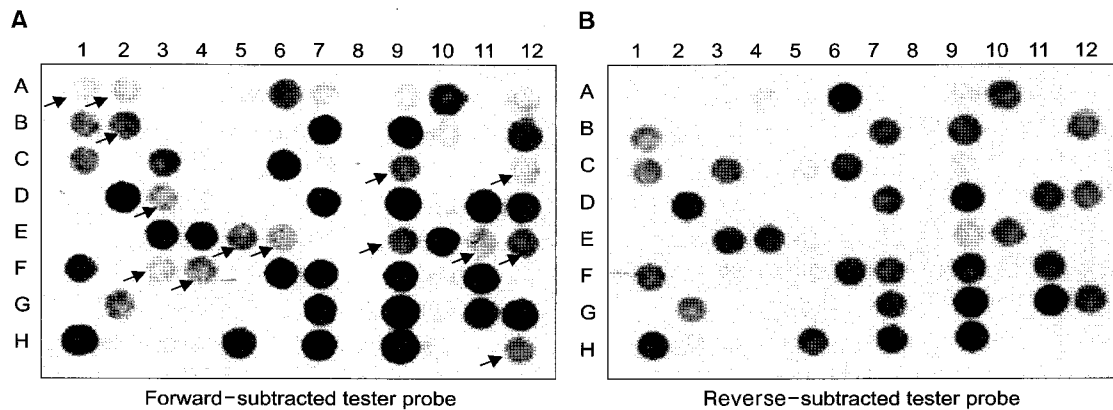 A
1 2 3 4 5 6 7 8 9 10 11 12
A
B
C
D
E
F
G
H
Forward-subtracted tester probe
B
1 2 3 4 5 6 7 8 9 10 11 12
A
B
C
D
E
F
G
H
Reverse-subtracted tester probe